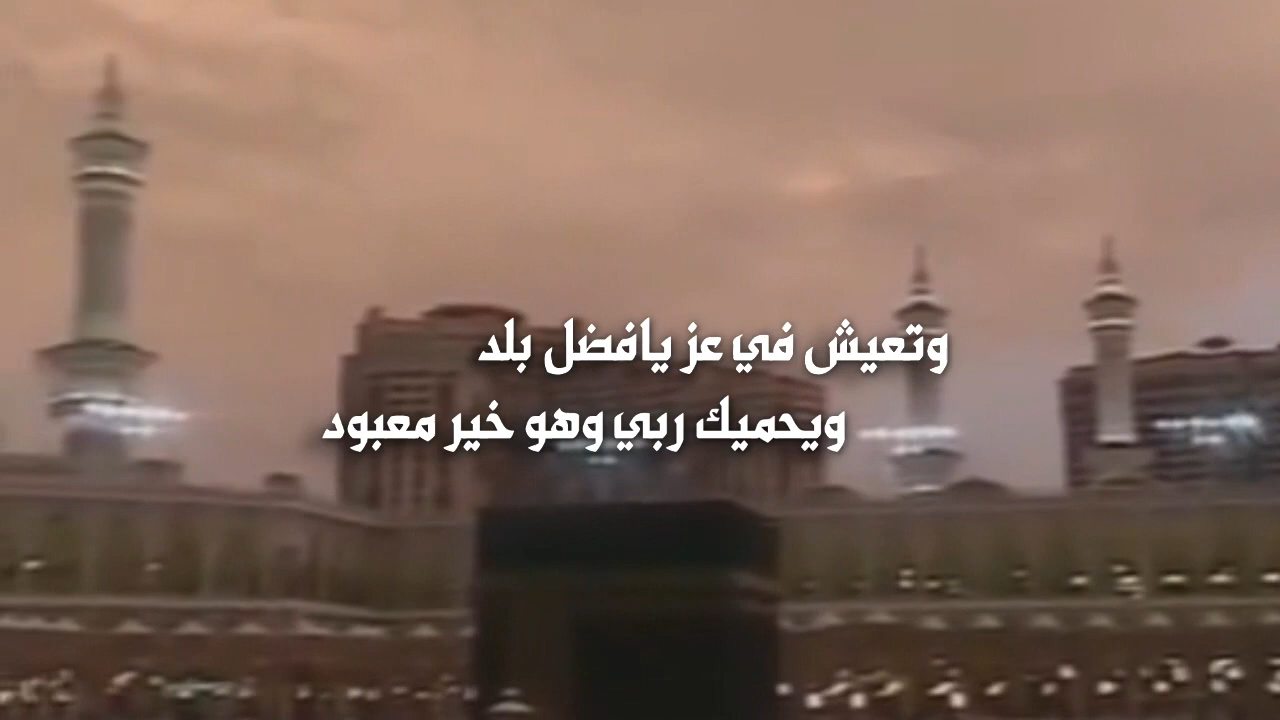 وتعيش في عز يافضل بلد
ويحميك ربي وهو خير معبود